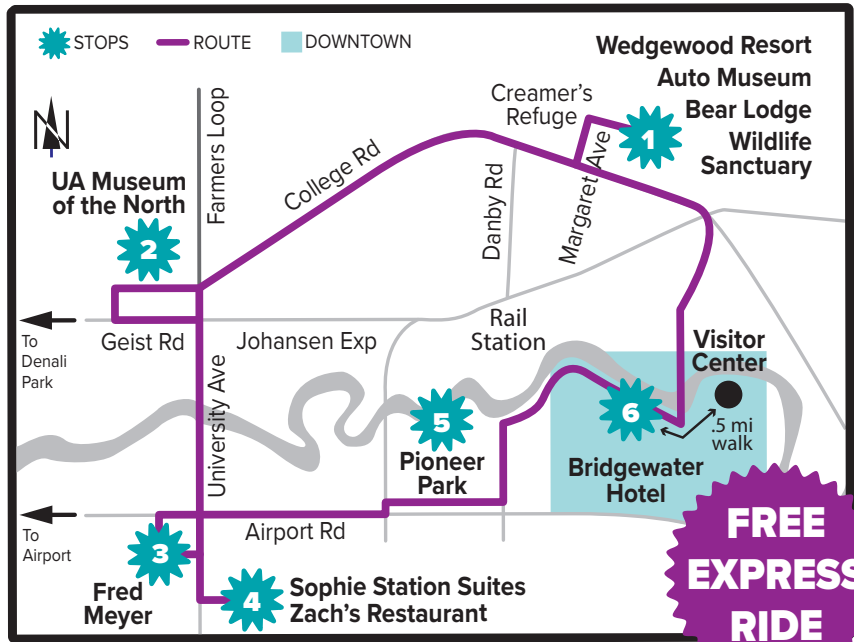 STOPS
ROUTE
DOWNTOWN
Wedgewood Resort
Auto Museum
Bear Lodge
Wildlife
Sanctuary
1
Creamer's
Refuge
N
Farmers Loop
College Rd
Danby Rd
Margaret Ave
UA Museum
of the North
2
To
Denali
Park
Geist Rd
Johansen Exp
Rail
Station
Visitor
Center
.5 mi
walk
University Ave
5
Pioneer
Park
6
Bridgewater
Hotel
To
Airport
Airport Rd
3
Fred
Meyer
4
Sophie Station Suites
Zach's Restaurant
FREE
EXPRESS
RIDE